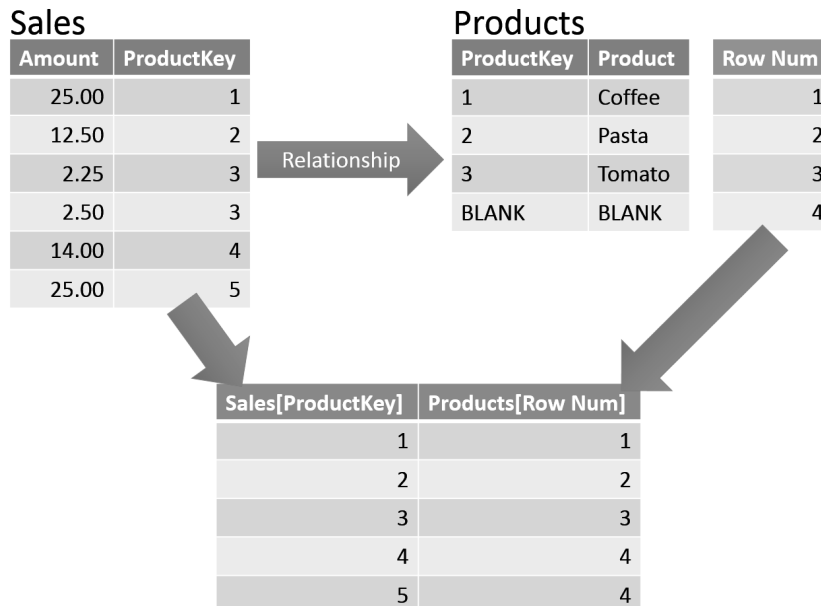 Sales
Amount ProductKey
25.00 1
12.50 2
2.25 3
2.50 3
14.00 4
25.00 5
Relationship
Products
ProductKey Product Row Num
1 Coffee 1
2 Pasta 2
3 Tomato 3
BLANK BLANK 4
Sales[ProductKey] Products[Row Num]
1 1
2 2
3 3
4 4
5 4